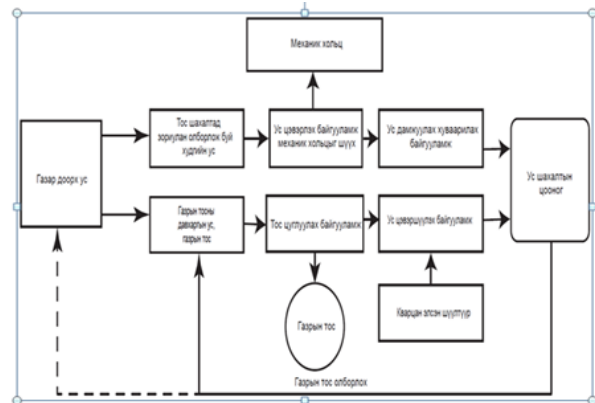 Механик хольц
Газар доорх ус
Тос шахалтад
зориулан олборлож буй
худгийн ус
Ус цэвэрлэх байгууламж
механик хольцыг шүүх
Ус дамжуулах хуваарилах
байгууламж
Ус шахалтын
цооног
Газрын тосны
давхаргын ус,
газрын тос
Тос цуглуулах байгууламж
Ус цэвэршүүлэх байгууламж
Газрын тос
Кварцан элсэн шүүлтүүр
Газрын тос олборлох